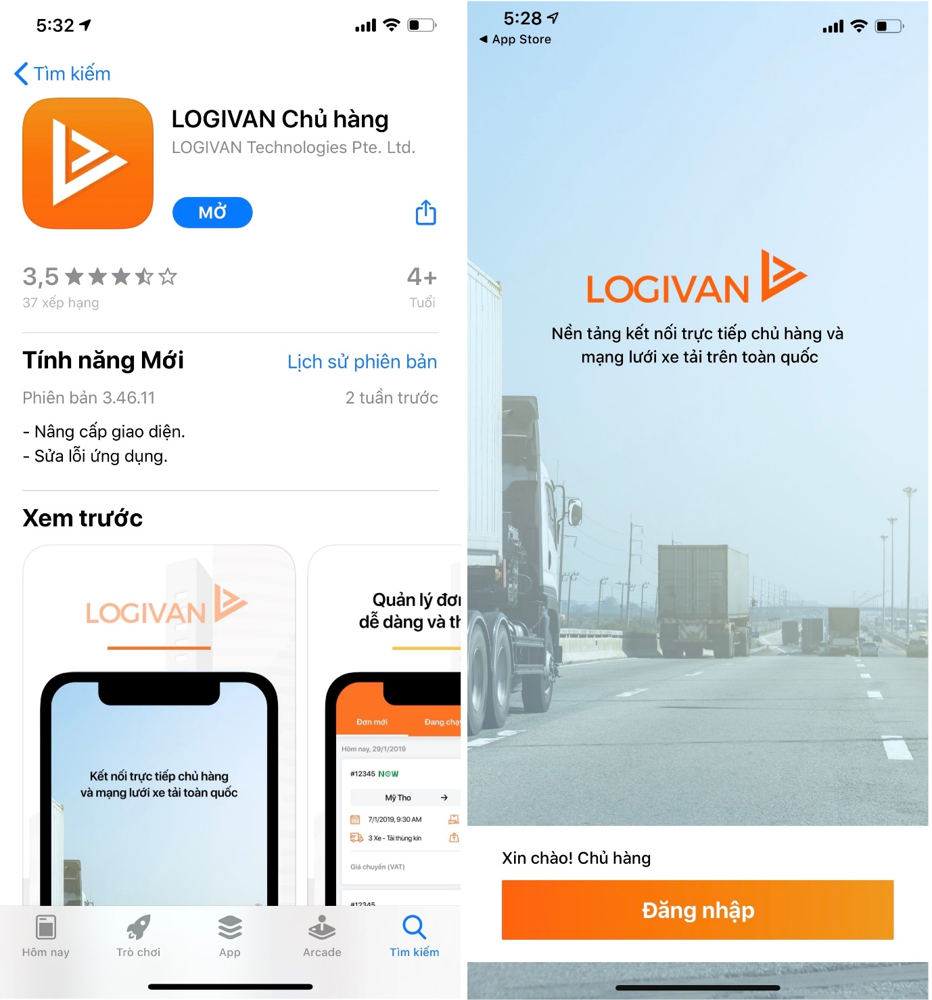 5:32
Tìm kiếm
LOGIVAN Chủ hàng
LOGIVAN Technologies Pte. Ltd.
MỞ
3,5
4+
37 xếp hạng
Tuổi
Tính năng Mới
Lịch sử phiên bản
Phiên bản 3.46.11
2 tuần trước
- Nâng cấp giao diện.
- Sửa lỗi ứng dụng.
Xem trước
LOGIVAN
Kết nối trực tiếp chủ hàng
và mạng lưới xe tải toàn quốc
Quản lý đơn
dễ dàng và th
Đơn mới
Đang chạy
Hôm nay, 29/1/2019
#12345 NOW
Mỹ Tho
7/1/2019, 9:30 AM
3 Xe - Tải thùng kín
Giá chuyến (VAT)
#12345
Hôm nay
Trò chơi
App
Arcade
Tìm kiếm
5:28
App Store
LOGIVAN
Nền tảng kết nối trực tiếp chủ hàng và
mạng lưới xe tải trên toàn quốc
Xin chào! Chủ hàng
Đăng nhập